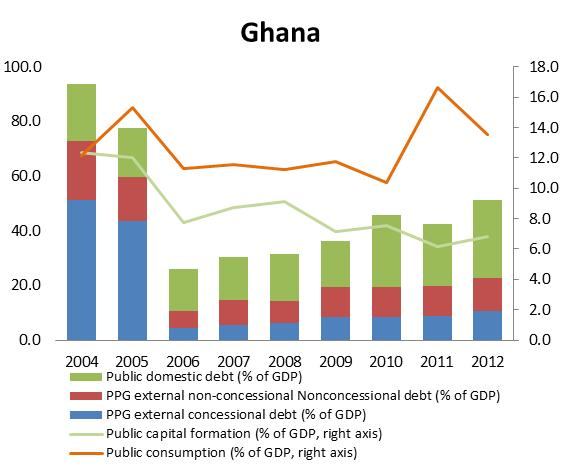 Ghana
100.0
80.0
60.0
40.0
20.0
0.0
18.0
16.0
14.0
12.0
10.0
8.0
6.0
4.0
2.0
0.0
2004 2005 2006 2007 2008 2009 2010 2011 2012
Public domestic debt (% of GDP)
PPG external non-concessional Nonconcessional debt (% of GDP)
PPG external concessional debt (% of GDP)
Public capital formation (% of GDP, right axis)
Public consumption (% of GDP, right axis)